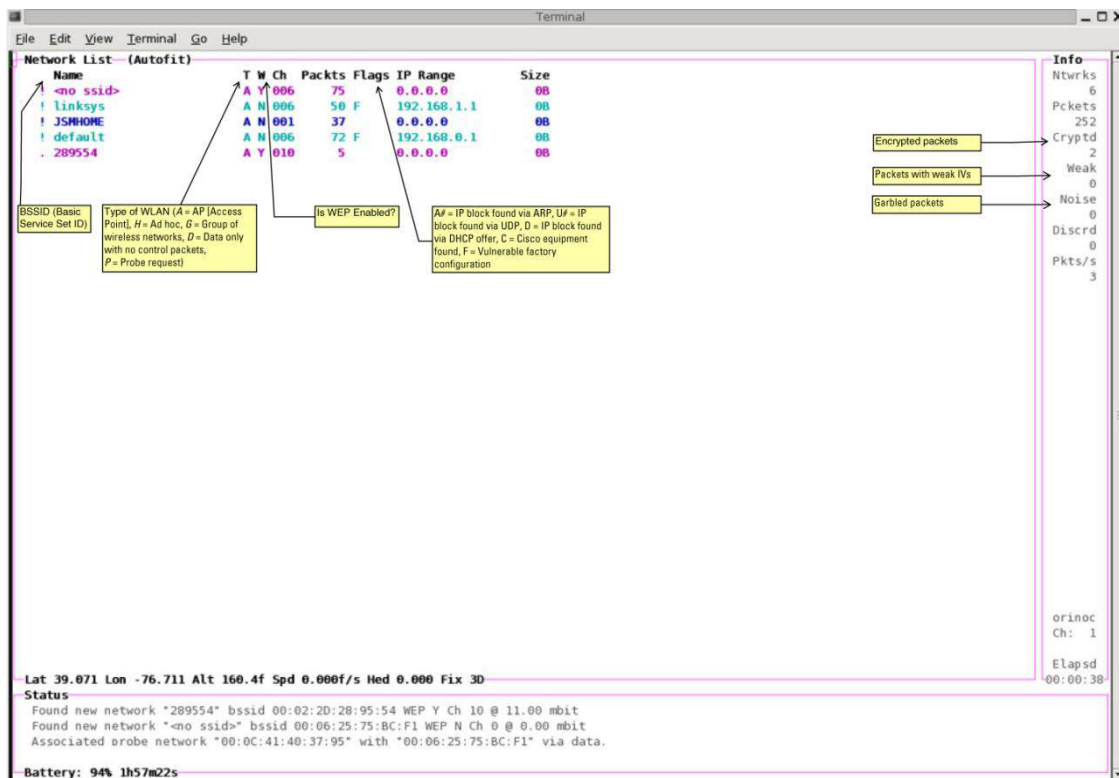 Terminal
File Edit View Terminal Go Help
Network List (Autofit)
Name T W Ch Packts Flags IP Range Size
! <no ssid> A Y 006 75 0.0.0.0 0B
! linksys A N 006 50 F 192.168.1.1 0B
! JSMHOME A N 001 37 0.0.0.0 0B
! default A N 006 72 F 192.168.0.1 0B
. 289554 A Y 010 5 0.0.0.0 0B
BSSID (Basic
Service Set ID)
Type of WLAN (A = AP [Access
Point], H = Ad hoc, G = Group of
wireless networks, D = Data only
with no control packets,
P = Probe request)
Is WEP Enabled?
A# = IP block found via ARP, U# = IP
block found via UDP, D = IP block found
via DHCP offer, C = Cisco equipment
found, F = Vulnerable factory
configuration
Encrypted packets
Packets with weak IVs
Garbled packets
Info
Ntwrks
6
Pckets
252
Cryptd
2
Weak
0
Noise
0
Discrd
0
Pkts/s
3
orinoc
Ch: 1
Elapsd
00:00:38
Lat 39.071 Lon -76.711 Alt 160.4f Spd 0.000f/s Hed 0.000 Fix 3D
Status
Found new network "289554" bssid 00:02:2D:28:95:54 WEP Y Ch 10 @ 11.00 mbit
Found new network "<no ssid>" bssid 00:06:25:75:BC:F1 WEP N Ch 0 @ 0.00 mbit
Associated probe network "00:0C:41:40:37:95" with "00:06:25:75:BC:F1" via data.
Battery: 94% 1h57m22s